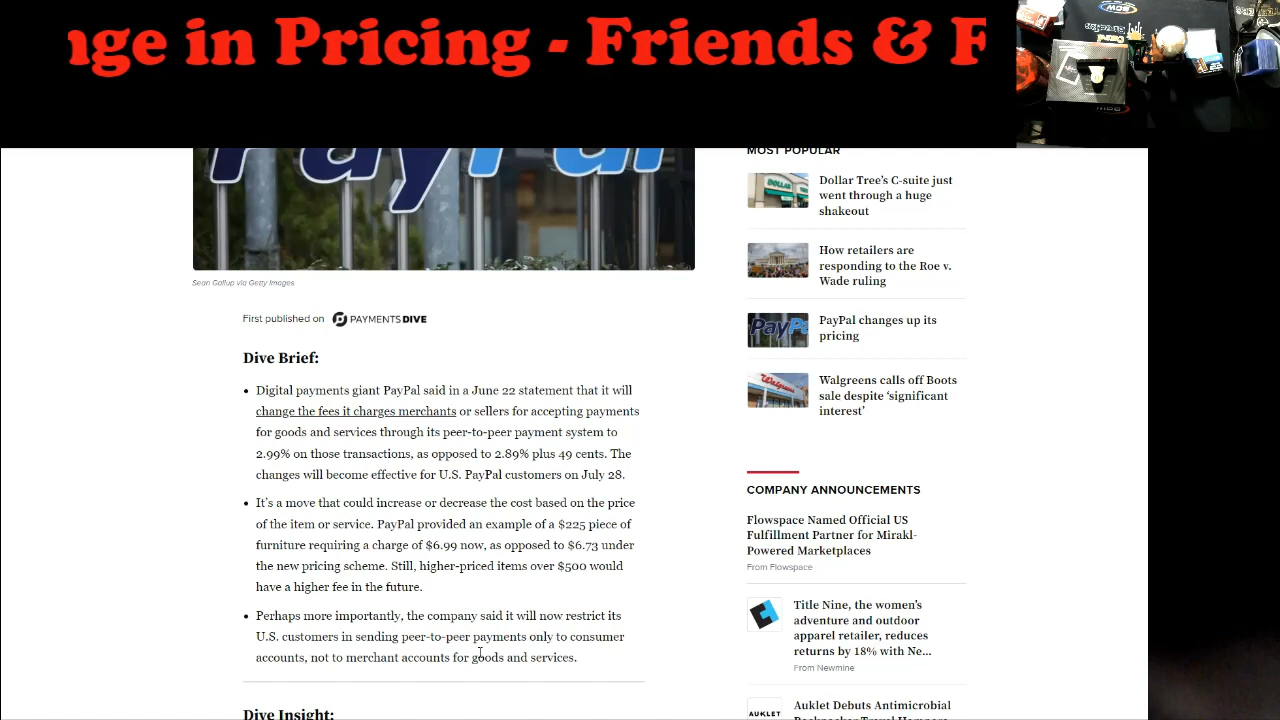 nge in Pricing - Friends & F
PayPal
Sean Gallup via Getty Images
First published on PAYMENTS DIVE
Dive Brief:
• Digital payments giant PayPal said in a June 22 statement that it will
change the fees it charges merchants or sellers for accepting payments
for goods and services through its peer-to-peer payment system to
2.99% on those transactions, as opposed to 2.89% plus 49 cents. The
changes will become effective for U.S. PayPal customers on July 28.
• It’s a move that could increase or decrease the cost based on the price
of the item or service. PayPal provided an example of a $225 piece of
furniture requiring a charge of $6.99 now, as opposed to $6.73 under
the new pricing scheme. Still, higher-priced items over $500 would
have a higher fee in the future.
• Perhaps more importantly, the company said it will now restrict its
U.S. customers in sending peer-to-peer payments only to consumer
accounts, not to merchant accounts for goods and services.
Dive Insight:
MOST POPULAR
DOLLAR
Dollar Tree’s C-suite just
went through a huge
shakeout
How retailers are
responding to the Roe v.
Wade ruling
PayPa
PayPal changes up its
pricing
Walgreens
Walgreens calls off Boots
sale despite ‘significant
interest’
COMPANY ANNOUNCEMENTS
Flowspace Named Official US
Fulfillment Partner for Mirakl-
Powered Marketplaces
From Flowspace
Title Nine, the women’s
adventure and outdoor
apparel retailer, reduces
returns by 18% with Ne...
From Newmine
AUKLET
Auklet Debuts Antimicrobial
BCW